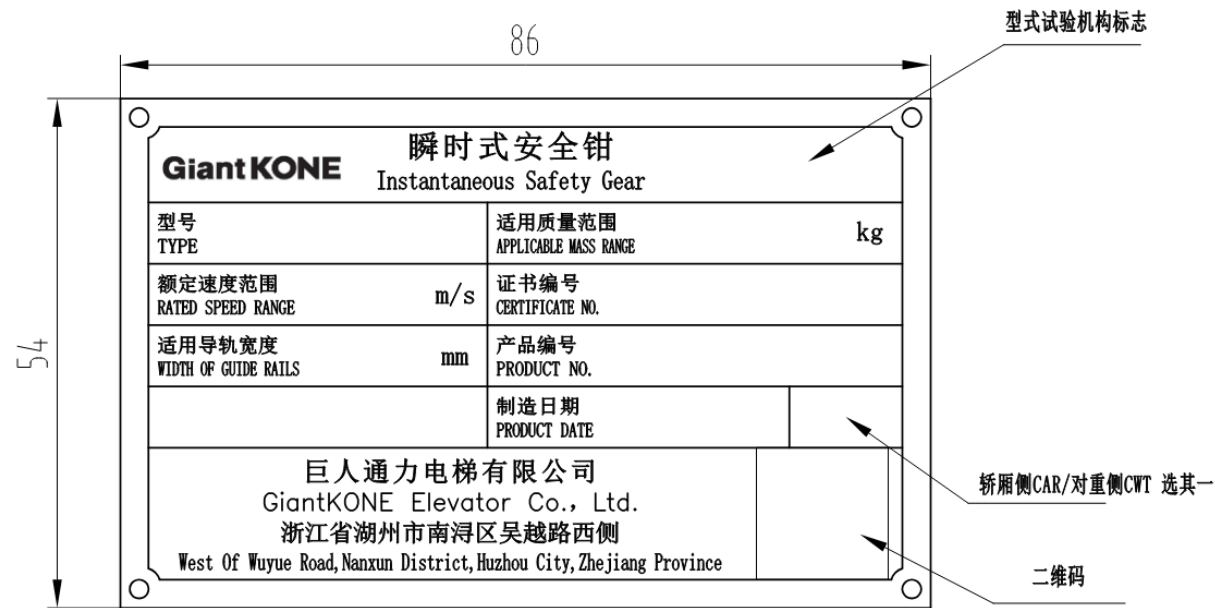 86
型式试验机构标志
54
GiantKONE
瞬时式安全钳
Instantaneous Safety Gear
型号
TYPE
适用质量范围
APPLICABLE MASS RANGE
kg
额定速度范围
RATED SPEED RANGE
m/s
证书编号
CERTIFICATE NO.
适用导轨宽度
WIDTH OF GUIDE RAILS
mm
产品编号
PRODUCT NO.
制造日期
PRODUCT DATE
轿厢侧CAR/对重侧CWT 选其一
巨人通力电梯有限公司
GiantKONE Elevator Co., Ltd.
浙江省湖州市南浔区吴越路西侧
West Of Wuyue Road,Nanxun District,Huzhou City,Zhejiang Province
二维码